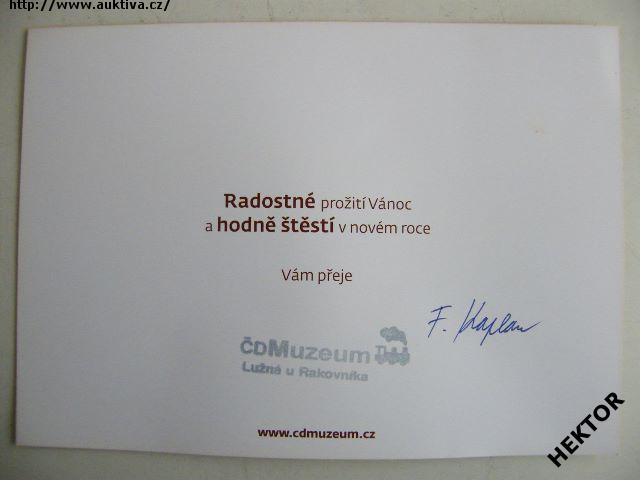 http://www.auktiva.cz/
Radostné prožití Vánoc
a hodně štěstí v novém roce
Vám přeje
F. Kaplan
ČDMuzeum
Lužná u Rakovníka
www.cdmuzeum.cz
HEKTOR